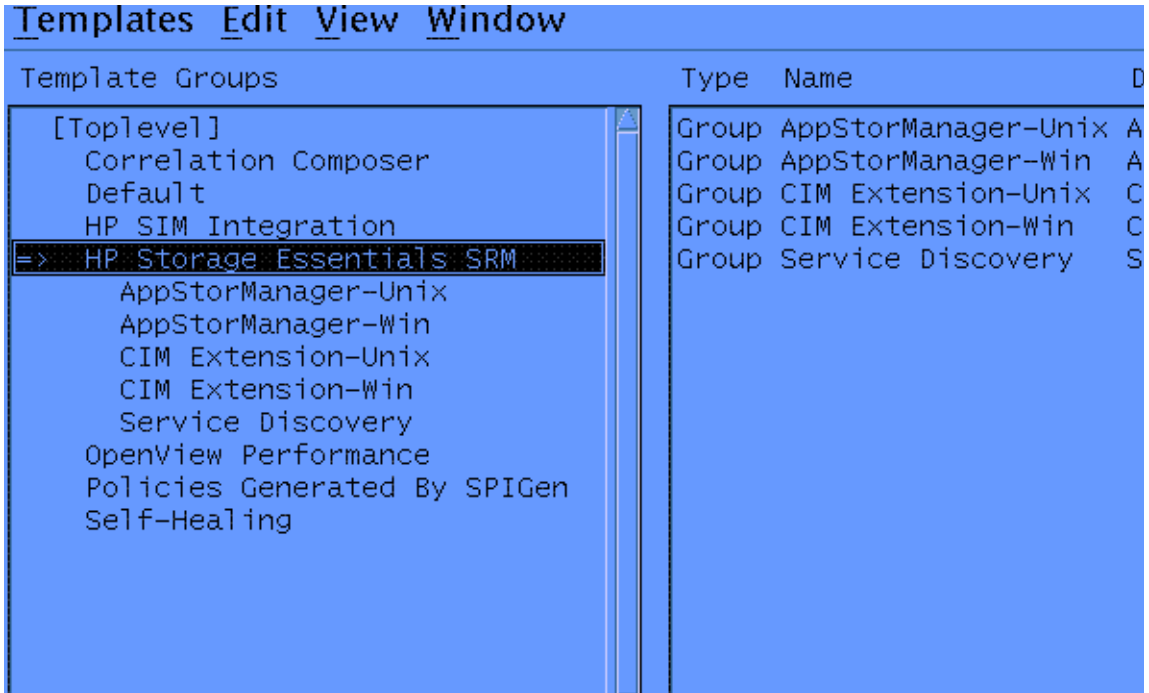 Templates Edit View Window
Template Groups
[Toplevel]
Correlation Composer
Default
HP SIM Integration
=> HP Storage Essentials SRM
AppStorManager-Unix
AppStorManager-Win
CIM Extension-Unix
CIM Extension-Win
Service Discovery
OpenView Performance
Policies Generated By SPIGen
Self-Healing
Type Name D
Group AppStorManager-Unix A
Group AppStorManager-Win A
Group CIM Extension-Unix C
Group CIM Extension-Win C
Group Service Discovery S